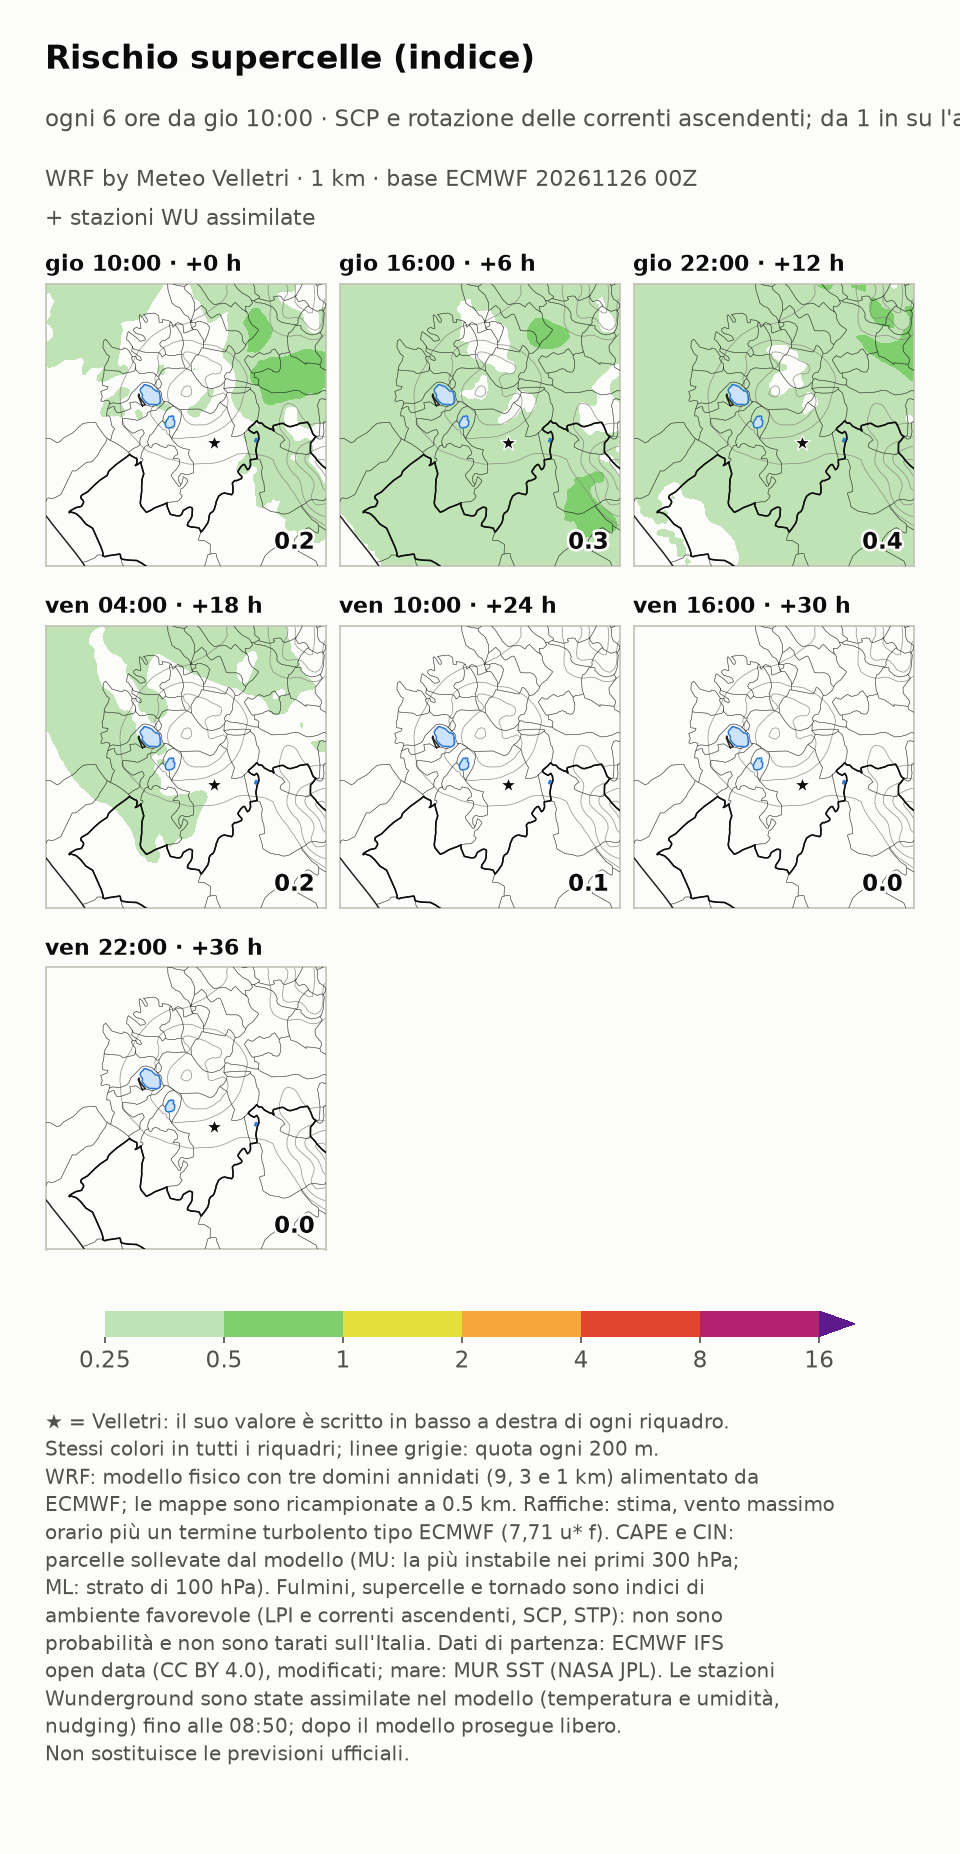 Rischio supercelle (indice)
ogni 6 ore da gio 10:00 · SCP e rotazione delle correnti ascendenti; da 1 in su
WRF by Meteo Velletri · 1 km · base ECMWF 20261126 00Z
+ stazioni WU assimilate
gio 10:00 · +0 h
gio 16:00 · +6 h
gio 22:00 · +12 h
0.2
0.3
0.4
ven 04:00 · +18 h
ven 10:00 · +24 h
ven 16:00 · +30 h
0.2
0.1
0.0
ven 22:00 · +36 h
0.0
0.25 0.5 1 2 4 8 16
★ = Velletri: il suo valore è scritto in basso a destra di ogni riquadro.
Stessi colori in tutti i riquadri; linee grigie: quota ogni 200 m.
WRF: modello fisico con tre domini annidati (9, 3 e 1 km) alimentato da
ECMWF; le mappe sono ricampionate a 0.5 km. Raffiche: stima, vento massimo
orario più un termine turbolento tipo ECMWF (7,71 u* f). CAPE e CIN:
parcelle sollevate dal modello (MU: la più instabile nei primi 300 hPa;
ML: strato di 100 hPa). Fulmini, supercelle e tornado sono indici di
ambiente favorevole (LPI e correnti ascendenti, SCP, STP): non sono
probabilità e non sono tarati sull'Italia. Dati di partenza: ECMWF IFS
open data (CC BY 4.0), modificati; mare: MUR SST (NASA JPL). Le stazioni
Wunderground sono state assimilate nel modello (temperatura e umidità,
nudging) fino alle 08:50; dopo il modello prosegue libero.
Non sostituisce le previsioni ufficiali.